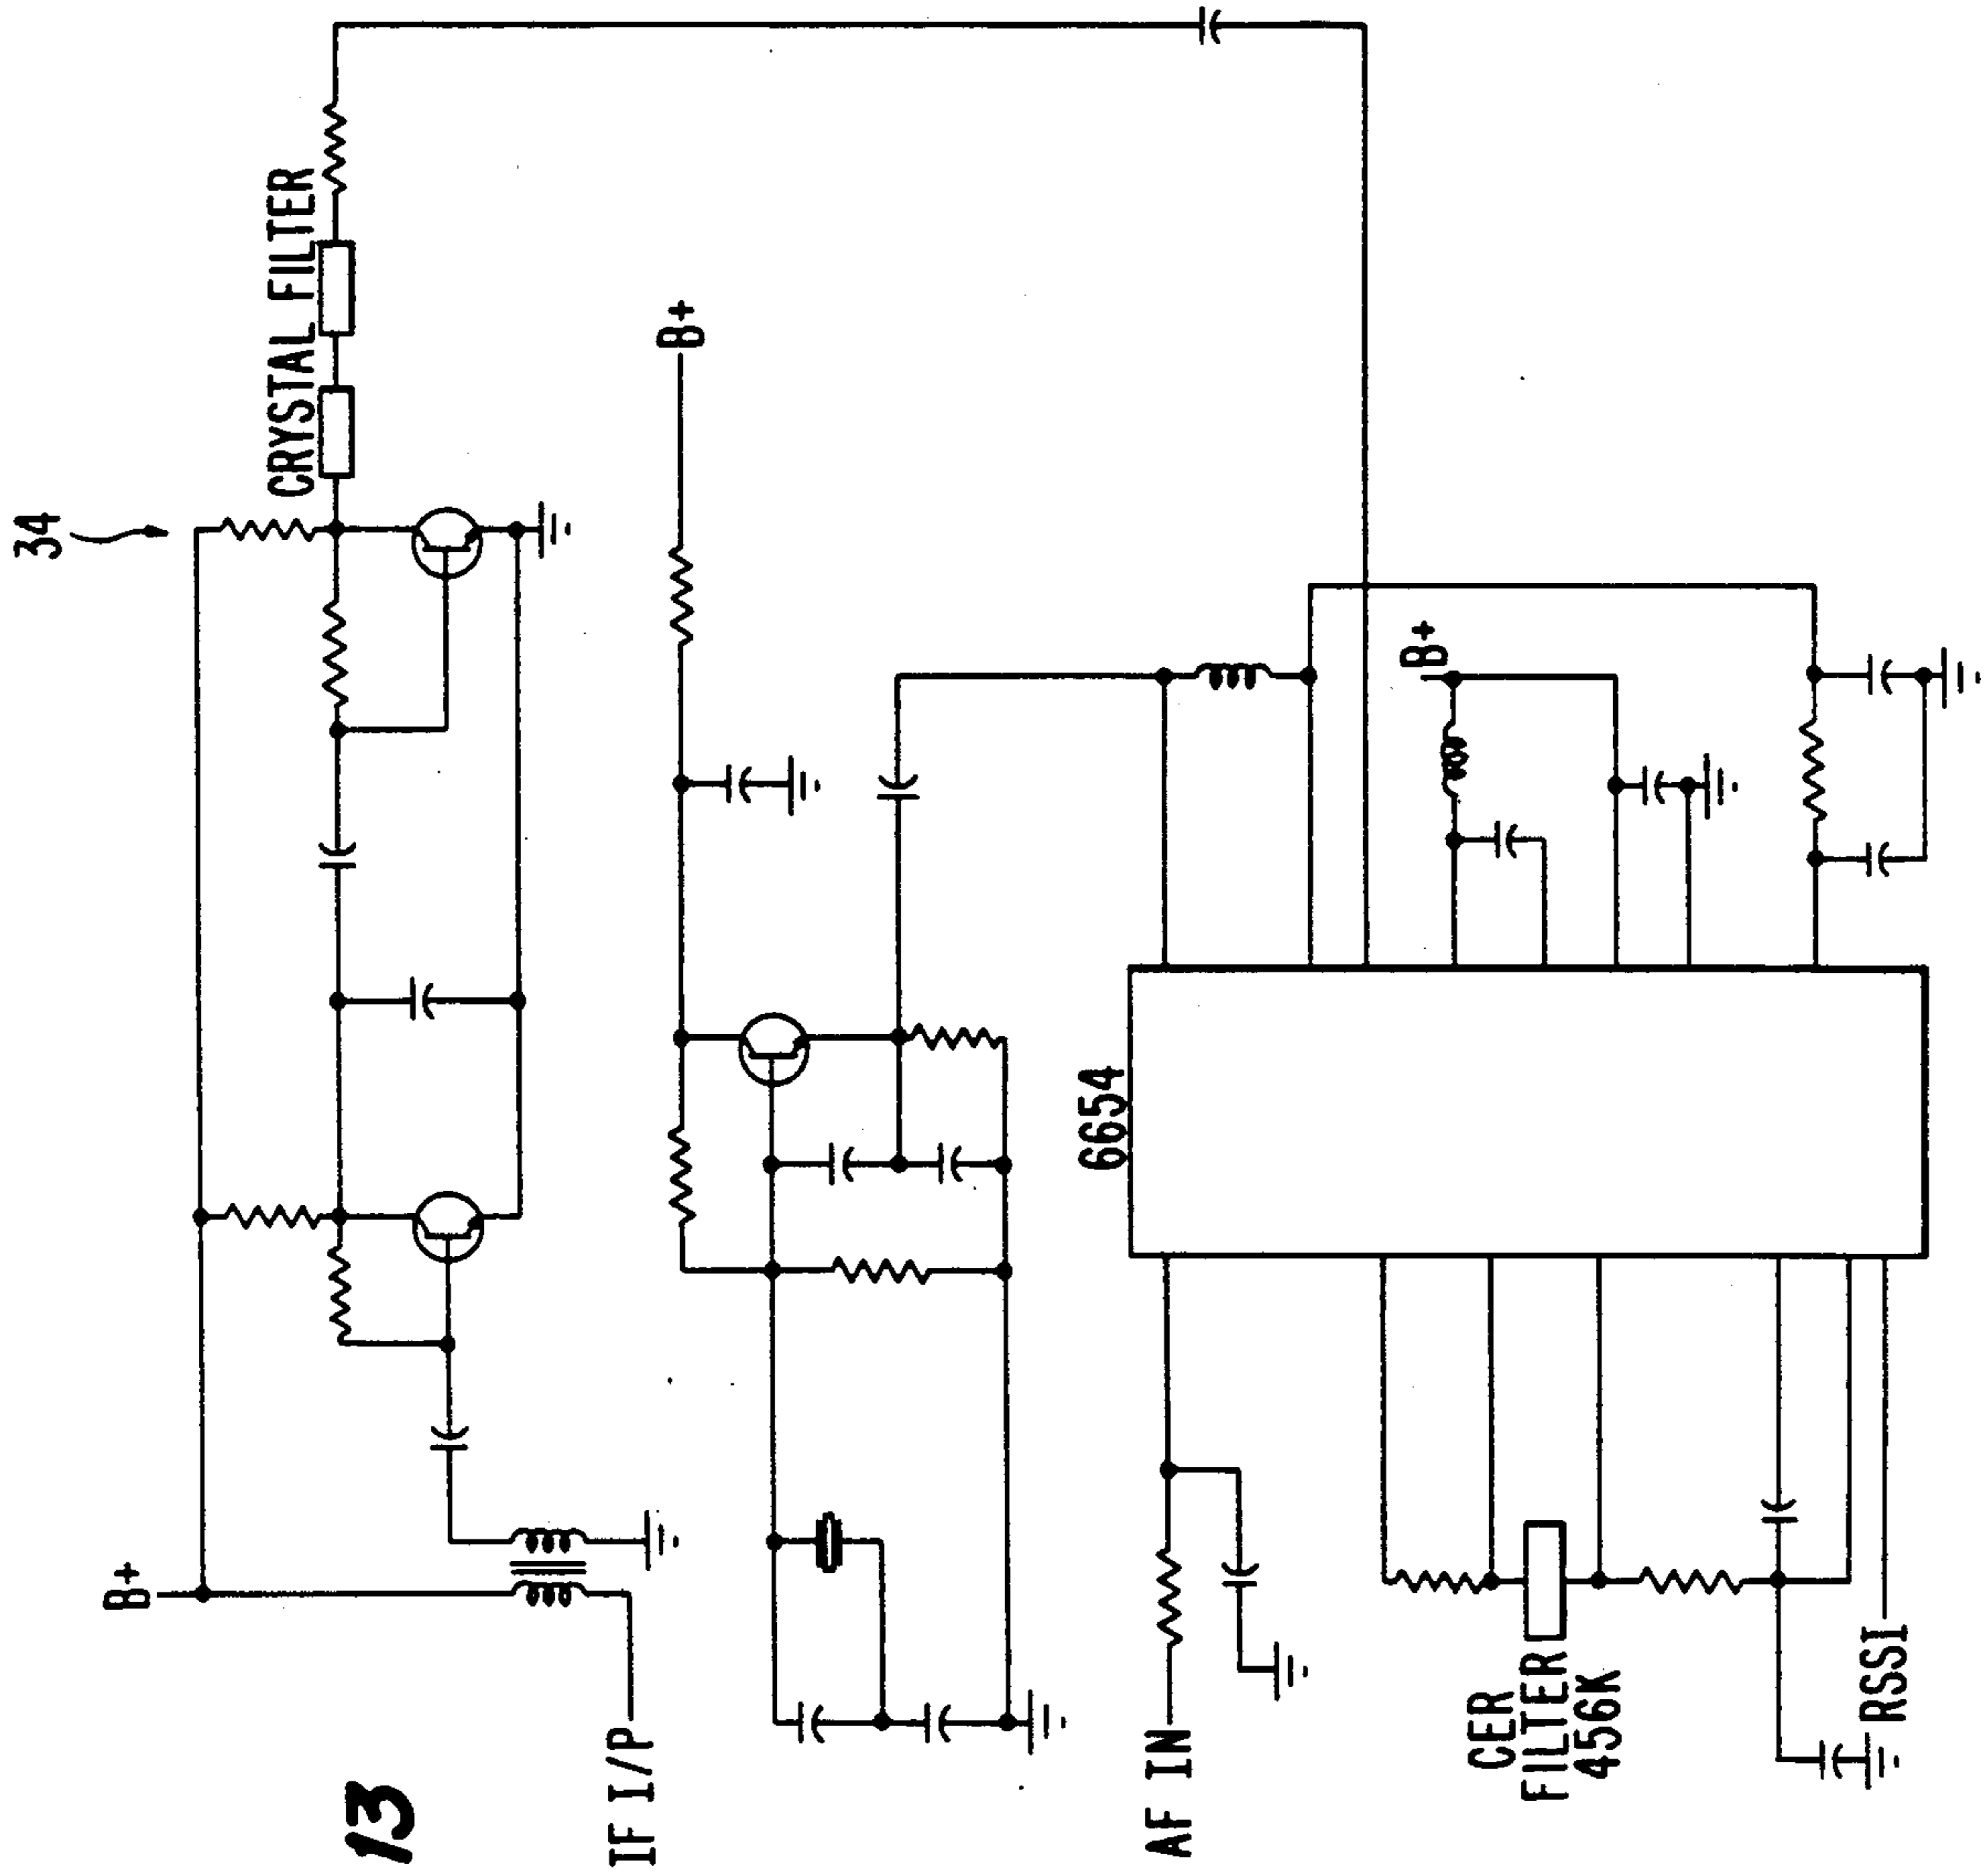 34
CRYSTAL FILTER
B+
B+
13
IF I/P
6654
B+
AF IN
CER
FILTER
456K
RSSI